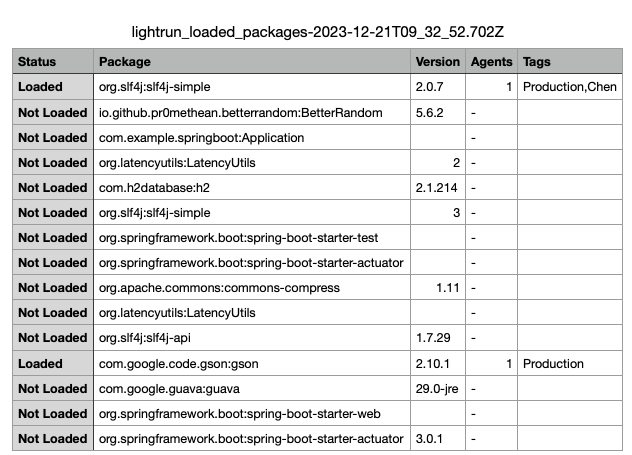 lightrun_loaded_packages-2023-12-21T09_32_52.702Z
Status Package Version Agents Tags
Loaded org.slf4j:slf4j-simple 2.0.7 1 Production,Chen
Not Loaded io.github.pr0methean.betterrandom:BetterRandom 5.6.2 -
Not Loaded com.example.springboot:Application -
Not Loaded org.latencyutils:LatencyUtils 2 -
Not Loaded com.h2database:h2 2.1.214 -
Not Loaded org.slf4j:slf4j-simple 3 -
Not Loaded org.springframework.boot:spring-boot-starter-test -
Not Loaded org.springframework.boot:spring-boot-starter-actuator -
Not Loaded org.apache.commons:commons-compress 1.11 -
Not Loaded org.latencyutils:LatencyUtils -
Not Loaded org.slf4j:slf4j-api 1.7.29 -
Loaded com.google.code.gson:gson 2.10.1 1 Production
Not Loaded com.google.guava:guava 29.0-jre -
Not Loaded org.springframework.boot:spring-boot-starter-web -
Not Loaded org.springframework.boot:spring-boot-starter-actuator 3.0.1 -